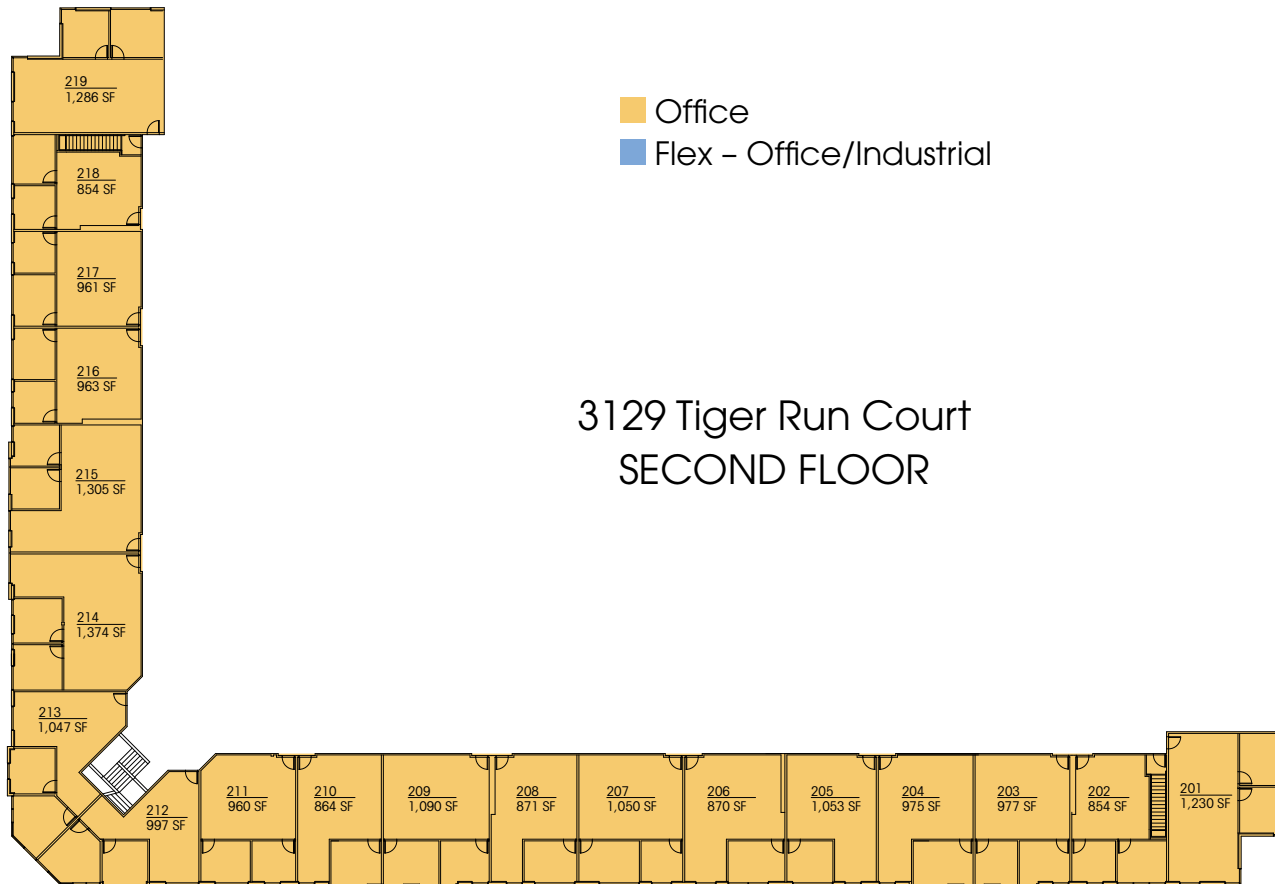 219
1,286 SF
Office
Flex – Office/Industrial
218
854 SF
217
961 SF
216
963 SF
3129 Tiger Run Court
SECOND FLOOR
215
1,305 SF
214
1,374 SF
213
1,047 SF
212
997 SF
211
960 SF
210
864 SF
209
1,090 SF
208
871 SF
207
1,050 SF
206
870 SF
205
1,053 SF
204
975 SF
203
977 SF
202
854 SF
201
1,230 SF